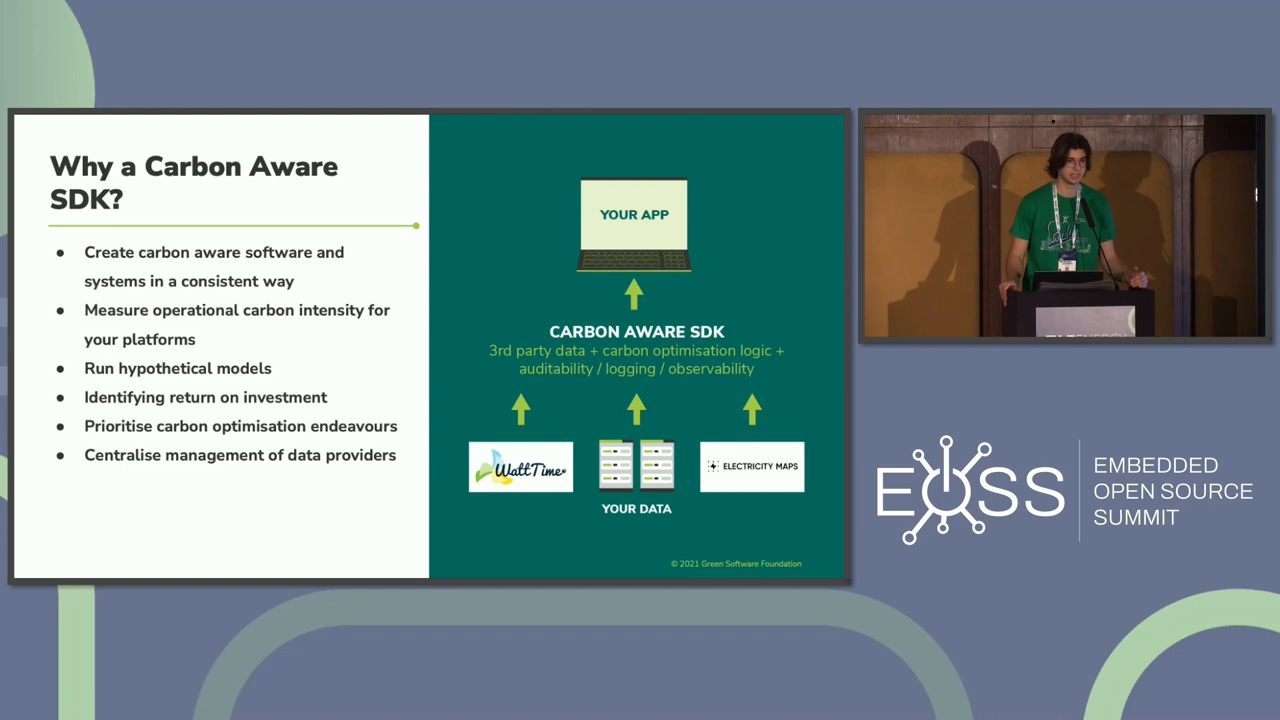 Why a Carbon Aware
SDK?
● Create carbon aware software and
systems in a consistent way
● Measure operational carbon intensity for
your platforms
● Run hypothetical models
● Identifying return on investment
● Prioritise carbon optimisation endeavours
● Centralise management of data providers
YOUR APP
CARBON AWARE SDK
3rd party data + carbon optimisation logic +
auditability / logging / observability
WattTime
ELECTRICITY MAPS
YOUR DATA
© 2021 Green Software Foundation
EOSS
EMBEDDED
OPEN SOURCE
SUMMIT